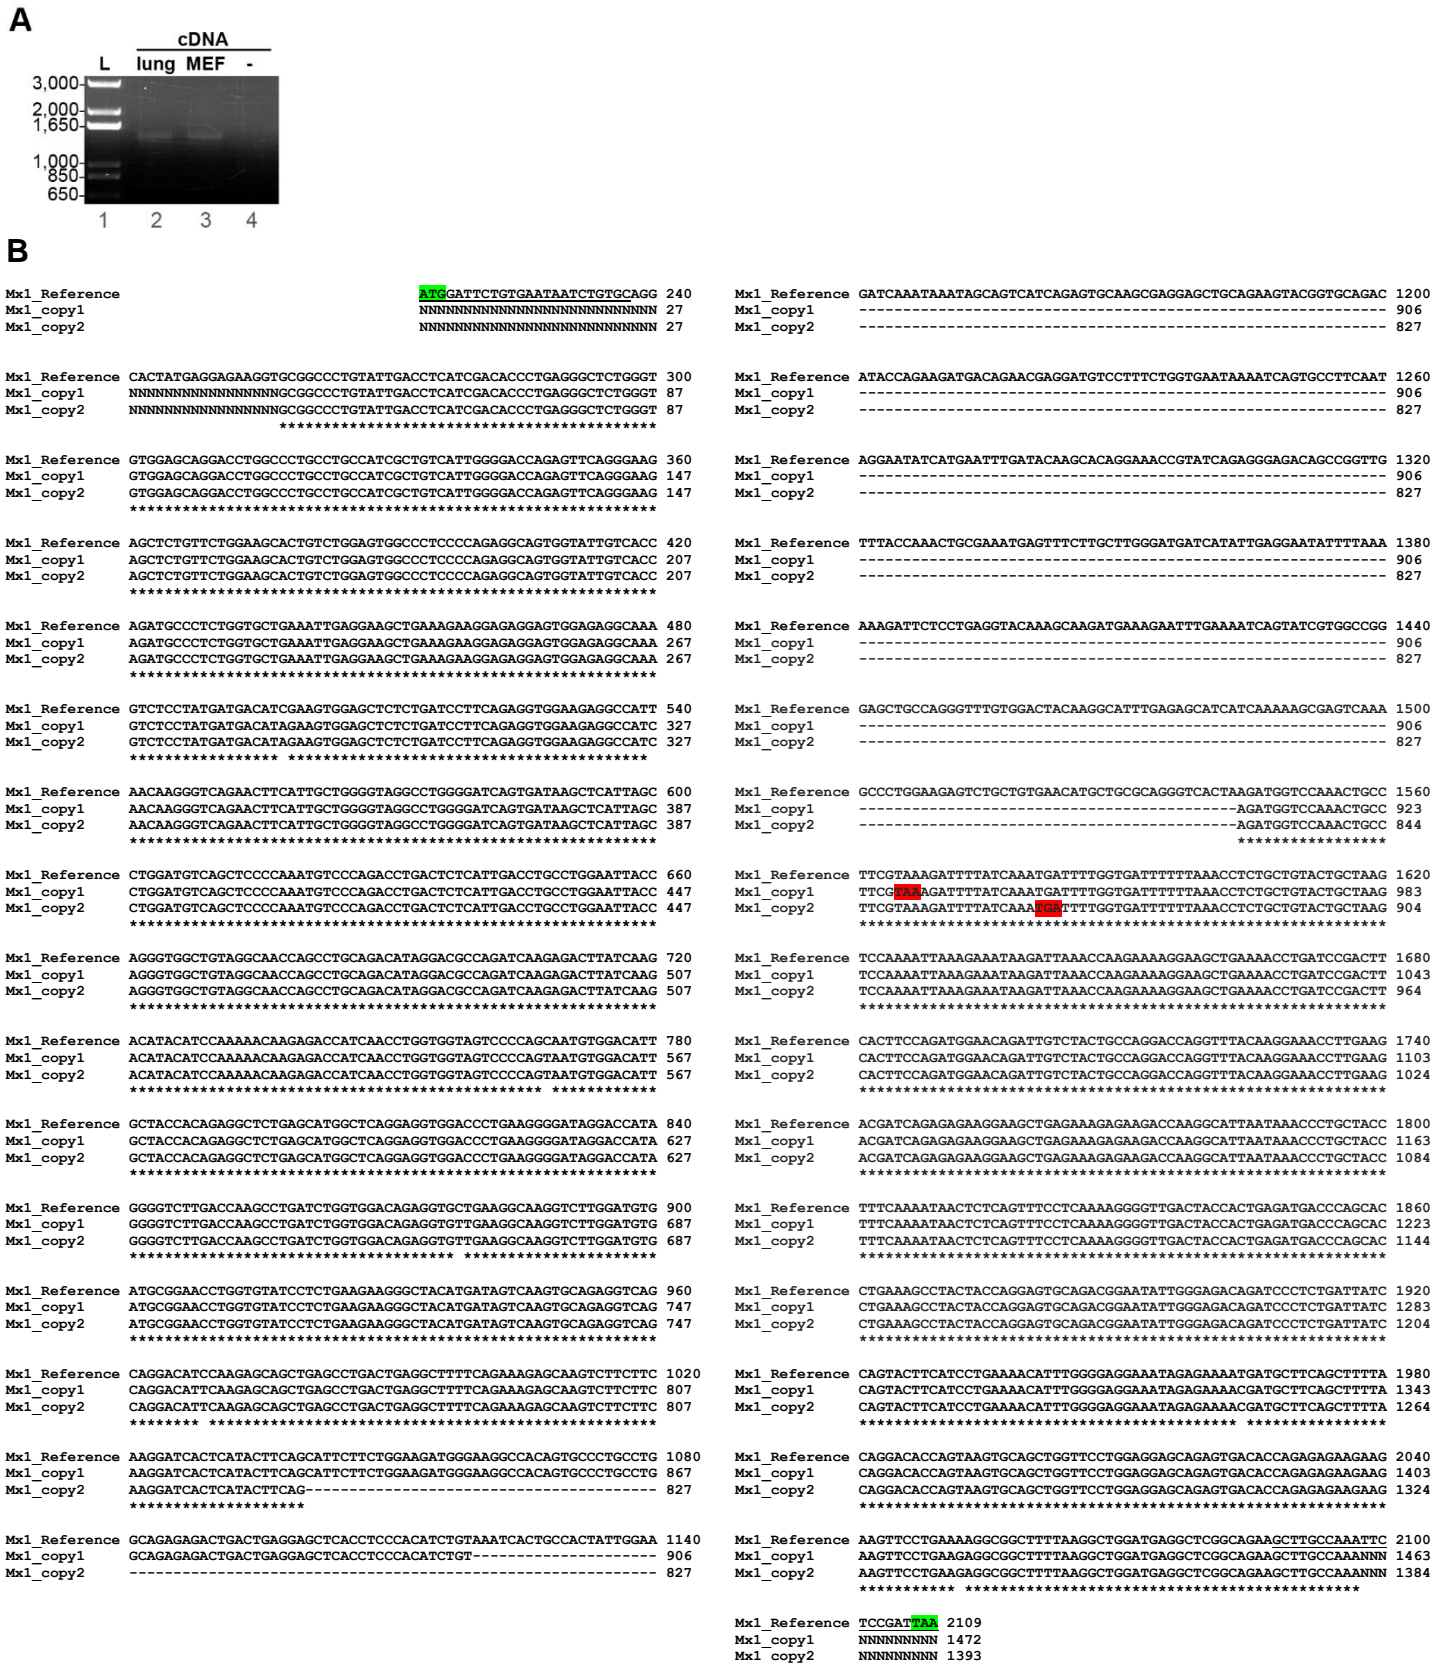 A
cDNA
L lung MEF -
3,000
2,000
1,650
1,000
850
650
1 2 3 4
B
Mx1_Reference ATGGATTCTGTGAATAATCTGTGCAGG 240
Mx1_copy1 NNNNNNNNNNNNNNNNNNNNNNNNNNN 27
Mx1_copy2 NNNNNNNNNNNNNNNNNNNNNNNNNNN 27
Mx1_Reference CACTATGAGGAGAAGGTGCGGCCCTGTATTGACCTCATCGACACCCTGAGGGCTCTGGGT 300
Mx1_copy1 NNNNNNNNNNNNNNNNNGCGGCCCTGTATTGACCTCATCGACACCCTGAGGGCTCTGGGT 87
Mx1_copy2 NNNNNNNNNNNNNNNNNGCGGCCCTGTATTGACCTCATCGACACCCTGAGGGCTCTGGGT 87
*******************************************
Mx1_Reference GTGGAGCAGGACCTGGCCCTGCCTGCCATCGCTGTCATTGGGGACCAGAGTTCAGGGAAG 360
Mx1_copy1 GTGGAGCAGGACCTGGCCCTGCCTGCCATCGCTGTCATTGGGGACCAGAGTTCAGGGAAG 147
Mx1_copy2 GTGGAGCAGGACCTGGCCCTGCCTGCCATCGCTGTCATTGGGGACCAGAGTTCAGGGAAG 147
************************************************************
Mx1_Reference AGCTCTGTTCTGGAAGCACTGTCTGGAGTGGCCCTCCCCAGAGGCAGTGGTATTGTCACC 420
Mx1_copy1 AGCTCTGTTCTGGAAGCACTGTCTGGAGTGGCCCTCCCCAGAGGCAGTGGTATTGTCACC 207
Mx1_copy2 AGCTCTGTTCTGGAAGCACTGTCTGGAGTGGCCCTCCCCAGAGGCAGTGGTATTGTCACC 207
************************************************************
Mx1_Reference AGATGCCCTCTGGTGCTGAAATTGAGGAAGCTGAAAGAAGGAGAGGAGTGGAGAGGCAAA 480
Mx1_copy1 AGATGCCCTCTGGTGCTGAAATTGAGGAAGCTGAAAGAAGGAGAGGAGTGGAGAGGCAAA 267
Mx1_copy2 AGATGCCCTCTGGTGCTGAAATTGAGGAAGCTGAAAGAAGGAGAGGAGTGGAGAGGCAAA 267
************************************************************
Mx1_Reference GTCTCCTATGATGACATCGAAGTGGAGCTCTCTGATCCTTCAGAGGTGGAAGAGGCCATT 540
Mx1_copy1 GTCTCCTATGATGACATAGAAGTGGAGCTCTCTGATCCTTCAGAGGTGGAAGAGGCCATC 327
Mx1_copy2 GTCTCCTATGATGACATAGAAGTGGAGCTCTCTGATCCTTCAGAGGTGGAAGAGGCCATC 327
***************** *****************************************
Mx1_Reference AACAAGGGTCAGAACTTCATTGCTGGGGTAGGCCTGGGGATCAGTGATAAGCTCATTAGC 600
Mx1_copy1 AACAAGGGTCAGAACTTCATTGCTGGGGTAGGCCTGGGGATCAGTGATAAGCTCATTAGC 387
Mx1_copy2 AACAAGGGTCAGAACTTCATTGCTGGGGTAGGCCTGGGGATCAGTGATAAGCTCATTAGC 387
************************************************************
Mx1_Reference CTGGATGTCAGCTCCCCAAATGTCCCAGACCTGACTCTCATTGACCTGCCTGGAATTACC 660
Mx1_copy1 CTGGATGTCAGCTCCCCAAATGTCCCAGACCTGACTCTCATTGACCTGCCTGGAATTACC 447
Mx1_copy2 CTGGATGTCAGCTCCCCAAATGTCCCAGACCTGACTCTCATTGACCTGCCTGGAATTACC 447
************************************************************
Mx1_Reference AGGGTGGCTGTAGGCAACCAGCCTGCAGACATAGGACGCCAGATCAAGAGACTTATCAAG 720
Mx1_copy1 AGGGTGGCTGTAGGCAACCAGCCTGCAGACATAGGACGCCAGATCAAGAGACTTATCAAG 507
Mx1_copy2 AGGGTGGCTGTAGGCAACCAGCCTGCAGACATAGGACGCCAGATCAAGAGACTTATCAAG 507
************************************************************
Mx1_Reference ACATACATCCAAAAACAAGAGACCATCAACCTGGTGGTAGTCCCCAGCAATGTGGACATT 780
Mx1_copy1 ACATACATCCAAAAACAAGAGACCATCAACCTGGTGGTAGTCCCCAGTAATGTGGACATT 567
Mx1_copy2 ACATACATCCAAAAACAAGAGACCATCAACCTGGTGGTAGTCCCCAGTAATGTGGACATT 567
*********************************************** ************
Mx1_Reference GCTACCACAGAGGCTCTGAGCATGGCTCAGGAGGTGGACCCTGAAGGGGATAGGACCATA 840
Mx1_copy1 GCTACCACAGAGGCTCTGAGCATGGCTCAGGAGGTGGACCCTGAAGGGGATAGGACCATA 627
Mx1_copy2 GCTACCACAGAGGCTCTGAGCATGGCTCAGGAGGTGGACCCTGAAGGGGATAGGACCATA 627
************************************************************
Mx1_Reference GGGGTCTTGACCAAGCCTGATCTGGTGGACAGAGGTGCTGAAGGCAAGGTCTTGGATGTG 900
Mx1_copy1 GGGGTCTTGACCAAGCCTGATCTGGTGGACAGAGGTGTTGAAGGCAAGGTCTTGGATGTG 687
Mx1_copy2 GGGGTCTTGACCAAGCCTGATCTGGTGGACAGAGGTGTTGAAGGCAAGGTCTTGGATGTG 687
************************************* **********************
Mx1_Reference ATGCGGAACCTGGTGTATCCTCTGAAGAAGGGCTACATGATAGTCAAGTGCAGAGGTCAG 960
Mx1_copy1 ATGCGGAACCTGGTGTATCCTCTGAAGAAGGGCTACATGATAGTCAAGTGCAGAGGTCAG 747
Mx1_copy2 ATGCGGAACCTGGTGTATCCTCTGAAGAAGGGCTACATGATAGTCAAGTGCAGAGGTCAG 747
************************************************************
Mx1_Reference CAGGACATCCAAGAGCAGCTGAGCCTGACTGAGGCTTTTCAGAAAGAGCAAGTCTTCTTC 1020
Mx1_copy1 CAGGACATTCAAGAGCAGCTGAGCCTGACTGAGGCTTTTCAGAAAGAGCAAGTCTTCTTC 807
Mx1_copy2 CAGGACATTCAAGAGCAGCTGAGCCTGACTGAGGCTTTTCAGAAAGAGCAAGTCTTCTTC 807
******** ***************************************************
Mx1_Reference AAGGATCACTCATACTTCAGCATTCTTCTGGAAGATGGGAAGGCCACAGTGCCCTGCCTG 1080
Mx1_copy1 AAGGATCACTCATACTTCAGCATTCTTCTGGAAGATGGGAAGGCCACAGTGCCCTGCCTG 867
Mx1_copy2 AAGGATCACTCATACTTCAG---------------------------------------- 827
********************
Mx1_Reference GCAGAGAGACTGACTGAGGAGCTCACCTCCCACATCTGTAAATCACTGCCACTATTGGAA 1140
Mx1_copy1 GCAGAGAGACTGACTGAGGAGCTCACCTCCCACATCTGT--------------------- 906
Mx1_copy2 ------------------------------------------------------------ 827
Mx1_Reference GATCAAATAAATAGCAGTCATCAGAGTGCAAGCGAGGAGCTGCAGAAGTACGGTGCAGAC 1200
Mx1_copy1 ------------------------------------------------------------ 906
Mx1_copy2 ------------------------------------------------------------ 827
Mx1_Reference ATACCAGAAGATGACAGAACGAGGATGTCCTTTCTGGTGAATAAAATCAGTGCCTTCAAT 1260
Mx1_copy1 ------------------------------------------------------------ 906
Mx1_copy2 ------------------------------------------------------------ 827
Mx1_Reference AGGAATATCATGAATTTGATACAAGCACAGGAAACCGTATCAGAGGGAGACAGCCGGTTG 1320
Mx1_copy1 ------------------------------------------------------------ 906
Mx1_copy2 ------------------------------------------------------------ 827
Mx1_Reference TTTACCAAACTGCGAAATGAGTTTCTTGCTTGGGATGATCATATTGAGGAATATTTTAAA 1380
Mx1_copy1 ------------------------------------------------------------ 906
Mx1_copy2 ------------------------------------------------------------ 827
Mx1_Reference AAAGATTCTCCTGAGGTACAAAGCAAGATGAAAGAATTTGAAAATCAGTATCGTGGCCGG 1440
Mx1_copy1 ------------------------------------------------------------ 906
Mx1_copy2 ------------------------------------------------------------ 827
Mx1_Reference GAGCTGCCAGGGTTTGTGGACTACAAGGCATTTGAGAGCATCATCAAAAAGCGAGTCAAA 1500
Mx1_copy1 ------------------------------------------------------------ 906
Mx1_copy2 ------------------------------------------------------------ 827
Mx1_Reference GCCCTGGAAGAGTCTGCTGTGAACATGCTGCGCAGGGTCACTAAGATGGTCCAAACTGCC 1560
Mx1_copy1 -------------------------------------------AGATGGTCCAAACTGCC 923
Mx1_copy2 -------------------------------------------AGATGGTCCAAACTGCC 844
*****************
Mx1_Reference TTCGTAAAGATTTTATCAAATGATTTTGGTGATTTTTTAAACCTCTGCTGTACTGCTAAG 1620
Mx1_copy1 TTCGTAAAGATTTTATCAAATGATTTTGGTGATTTTTTAAACCTCTGCTGTACTGCTAAG 983
Mx1_copy2 TTCGTAAAGATTTTATCAAATGATTTTGGTGATTTTTTAAACCTCTGCTGTACTGCTAAG 904
************************************************************
Mx1_Reference TCCAAAATTAAAGAAATAAGATTAAACCAAGAAAAGGAAGCTGAAAACCTGATCCGACTT 1680
Mx1_copy1 TCCAAAATTAAAGAAATAAGATTAAACCAAGAAAAGGAAGCTGAAAACCTGATCCGACTT 1043
Mx1_copy2 TCCAAAATTAAAGAAATAAGATTAAACCAAGAAAAGGAAGCTGAAAACCTGATCCGACTT 964
************************************************************
Mx1_Reference CACTTCCAGATGGAACAGATTGTCTACTGCCAGGACCAGGTTTACAAGGAAACCTTGAAG 1740
Mx1_copy1 CACTTCCAGATGGAACAGATTGTCTACTGCCAGGACCAGGTTTACAAGGAAACCTTGAAG 1103
Mx1_copy2 CACTTCCAGATGGAACAGATTGTCTACTGCCAGGACCAGGTTTACAAGGAAACCTTGAAG 1024
************************************************************
Mx1_Reference ACGATCAGAGAGAAGGAAGCTGAGAAAGAGAAGACCAAGGCATTAATAAACCCTGCTACC 1800
Mx1_copy1 ACGATCAGAGAGAAGGAAGCTGAGAAAGAGAAGACCAAGGCATTAATAAACCCTGCTACC 1163
Mx1_copy2 ACGATCAGAGAGAAGGAAGCTGAGAAAGAGAAGACCAAGGCATTAATAAACCCTGCTACC 1084
************************************************************
Mx1_Reference TTTCAAAATAACTCTCAGTTTCCTCAAAAGGGGTTGACTACCACTGAGATGACCCAGCAC 1860
Mx1_copy1 TTTCAAAATAACTCTCAGTTTCCTCAAAAGGGGTTGACTACCACTGAGATGACCCAGCAC 1223
Mx1_copy2 TTTCAAAATAACTCTCAGTTTCCTCAAAAGGGGTTGACTACCACTGAGATGACCCAGCAC 1144
************************************************************
Mx1_Reference CTGAAAGCCTACTACCAGGAGTGCAGACGGAATATTGGGAGACAGATCCCTCTGATTATC 1920
Mx1_copy1 CTGAAAGCCTACTACCAGGAGTGCAGACGGAATATTGGGAGACAGATCCCTCTGATTATC 1283
Mx1_copy2 CTGAAAGCCTACTACCAGGAGTGCAGACGGAATATTGGGAGACAGATCCCTCTGATTATC 1204
************************************************************
Mx1_Reference CAGTACTTCATCCTGAAAACATTTGGGGAGGAAATAGAGAAAATGATGCTTCAGCTTTTA 1980
Mx1_copy1 CAGTACTTCATCCTGAAAACATTTGGGGAGGAAATAGAGAAAACGATGCTTCAGCTTTTA 1343
Mx1_copy2 CAGTACTTCATCCTGAAAACATTTGGGGAGGAAATAGAGAAAACGATGCTTCAGCTTTTA 1264
******************************************* ****************
Mx1_Reference CAGGACACCAGTAAGTGCAGCTGGTTCCTGGAGGAGCAGAGTGACACCAGAGAGAAGAAG 2040
Mx1_copy1 CAGGACACCAGTAAGTGCAGCTGGTTCCTGGAGGAGCAGAGTGACACCAGAGAGAAGAAG 1403
Mx1_copy2 CAGGACACCAGTAAGTGCAGCTGGTTCCTGGAGGAGCAGAGTGACACCAGAGAGAAGAAG 1324
************************************************************
Mx1_Reference AAGTTCCTGAAAAGGCGGCTTTTAAGGCTGGATGAGGCTCGGCAGAAGCTTGCCAAATTC 2100
Mx1_copy1 AAGTTCCTGAAGAGGCGGCTTTTAAGGCTGGATGAGGCTCGGCAGAAGCTTGCCAAANNN 1463
Mx1_copy2 AAGTTCCTGAAGAGGCGGCTTTTAAGGCTGGATGAGGCTCGGCAGAAGCTTGCCAAANNN 1384
*********** *********************************************
Mx1_Reference TCCGATTAA 2109
Mx1_copy1 NNNNNNNNN 1472
Mx1_copy2 NNNNNNNNN 1393